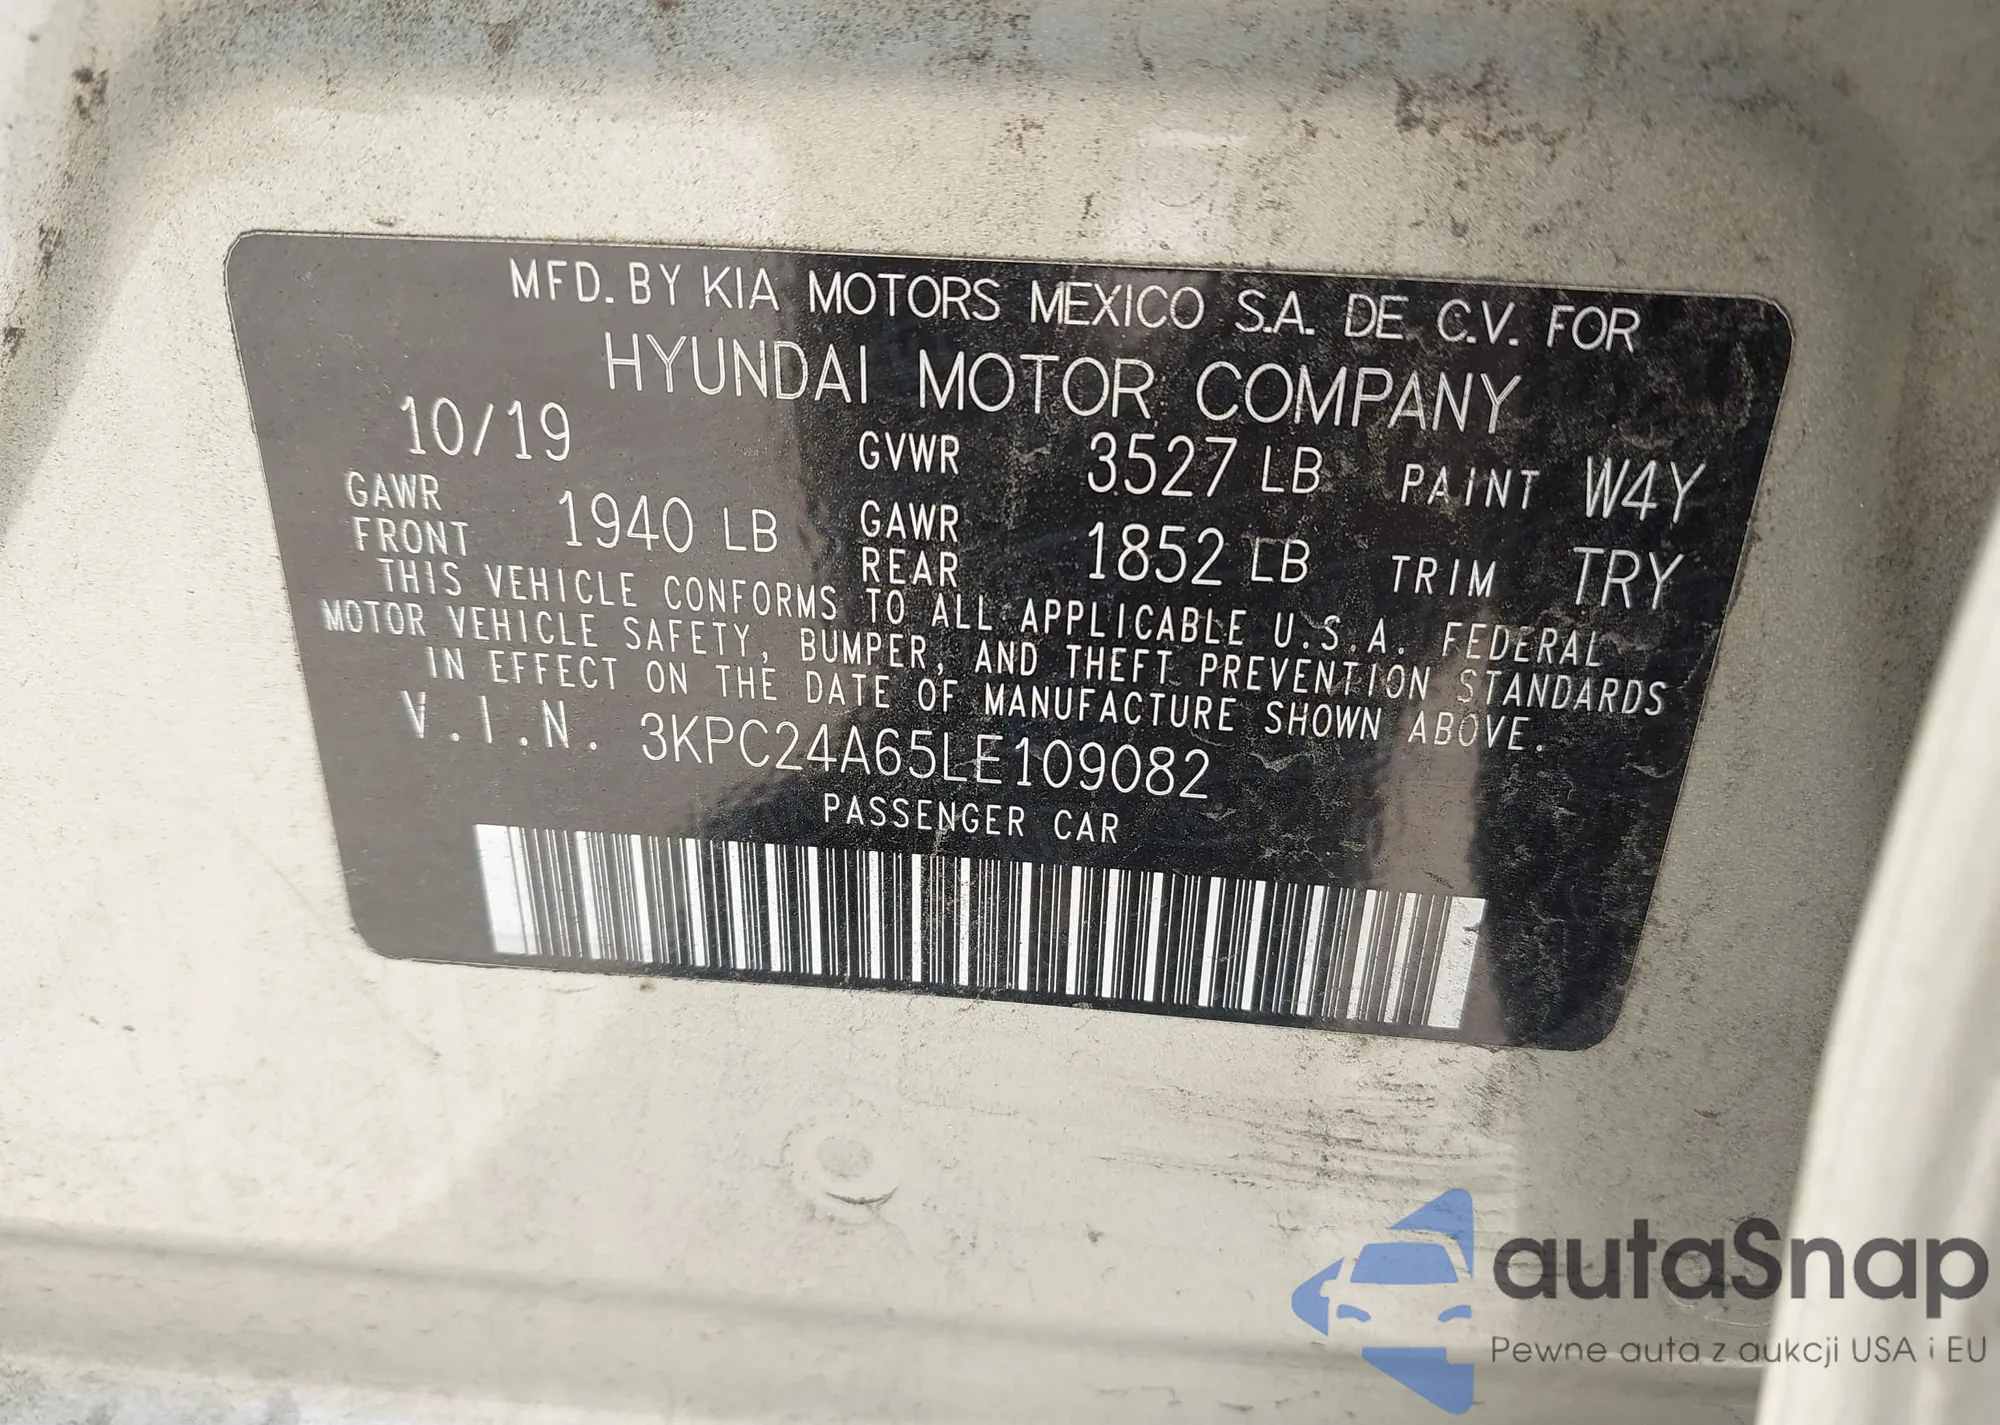 MFD. BY KIA MOTORS MEXICO S.A. DE C.V. FOR
HYUNDAI MOTOR COMPANY
10/19 GVWR 3527 LB PAINT W4Y
GAWR FRONT 1940 LB GAWR REAR 1852 LB TRIM TRY
THIS VEHICLE CONFORMS TO ALL APPLICABLE U.S.A. FEDERAL
MOTOR VEHICLE SAFETY, BUMPER, AND THEFT PREVENTION STANDARDS
IN EFFECT ON THE DATE OF MANUFACTURE SHOWN ABOVE.
V.I.N. 3KPC24A65LE109082
PASSENGER CAR
autaSnap
Pewne auta z aukcji USA i EU